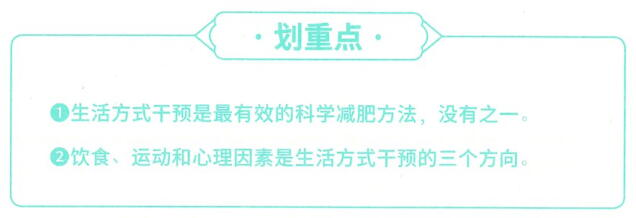 ·划重点·
❶生活方式干预是最有效的科学减肥方法，没有之一。
❷饮食、运动和心理因素是生活方式干预的三个方向。